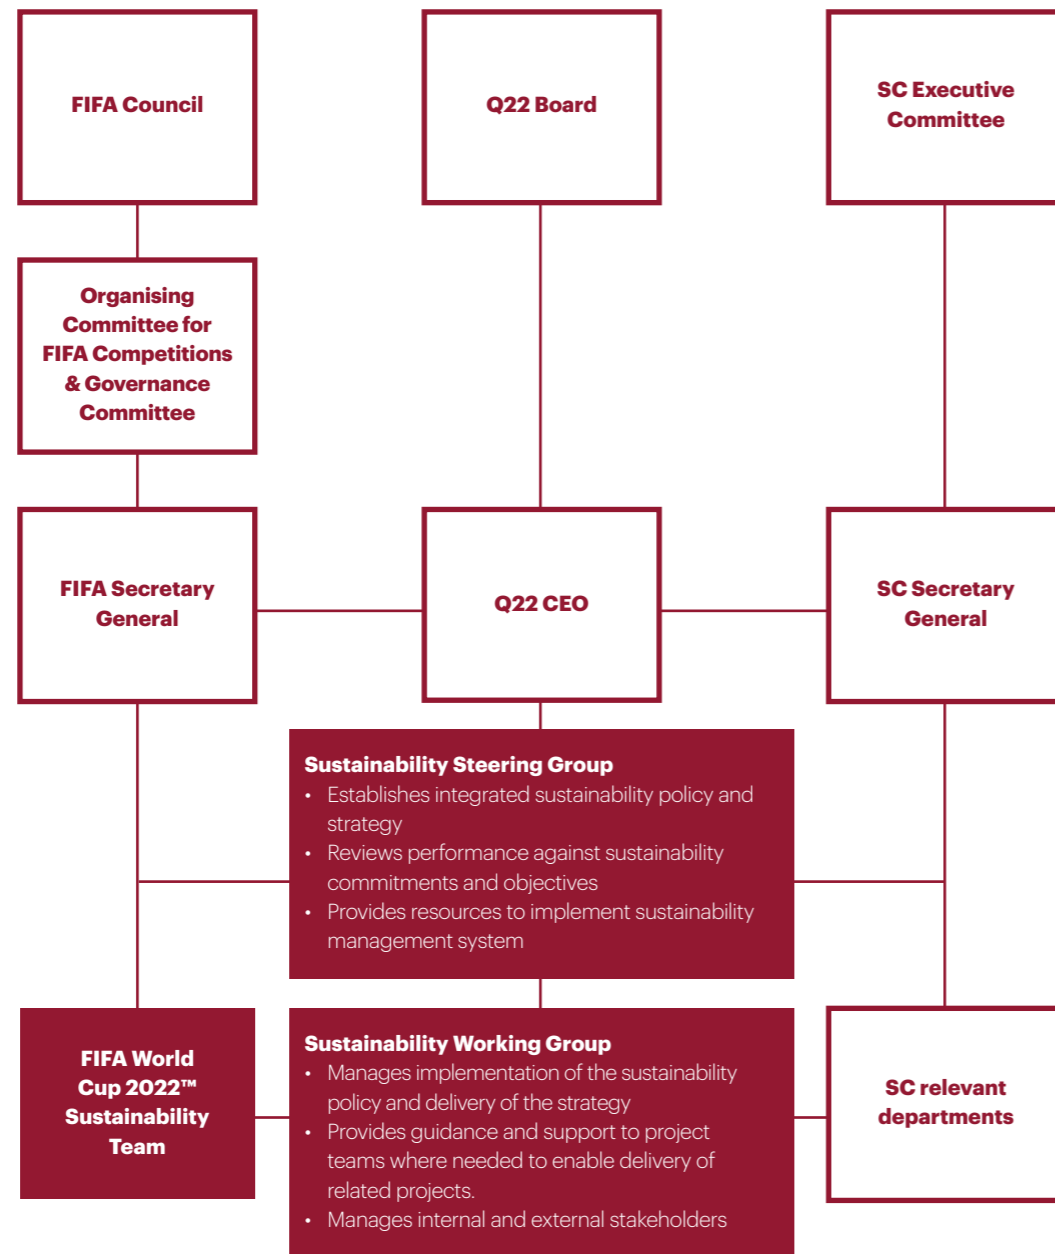 FIFA Council
Q22 Board
SC Executive
Committee
Organising
Committee for
FIFA Competitions
& Governance
Committee
FIFA Secretary
General
Q22 CEO
SC Secretary
General
Sustainability Steering Group
• Establishes integrated sustainability policy and
strategy
• Reviews performance against sustainability
commitments and objectives
• Provides resources to implement sustainability
management system
FIFA World
Cup 2022™
Sustainability
Team
Sustainability Working Group
• Manages implementation of the sustainability
policy and delivery of the strategy
• Provides guidance and support to project
teams where needed to enable delivery of
related projects.
• Manages internal and external stakeholders
SC relevant
departments